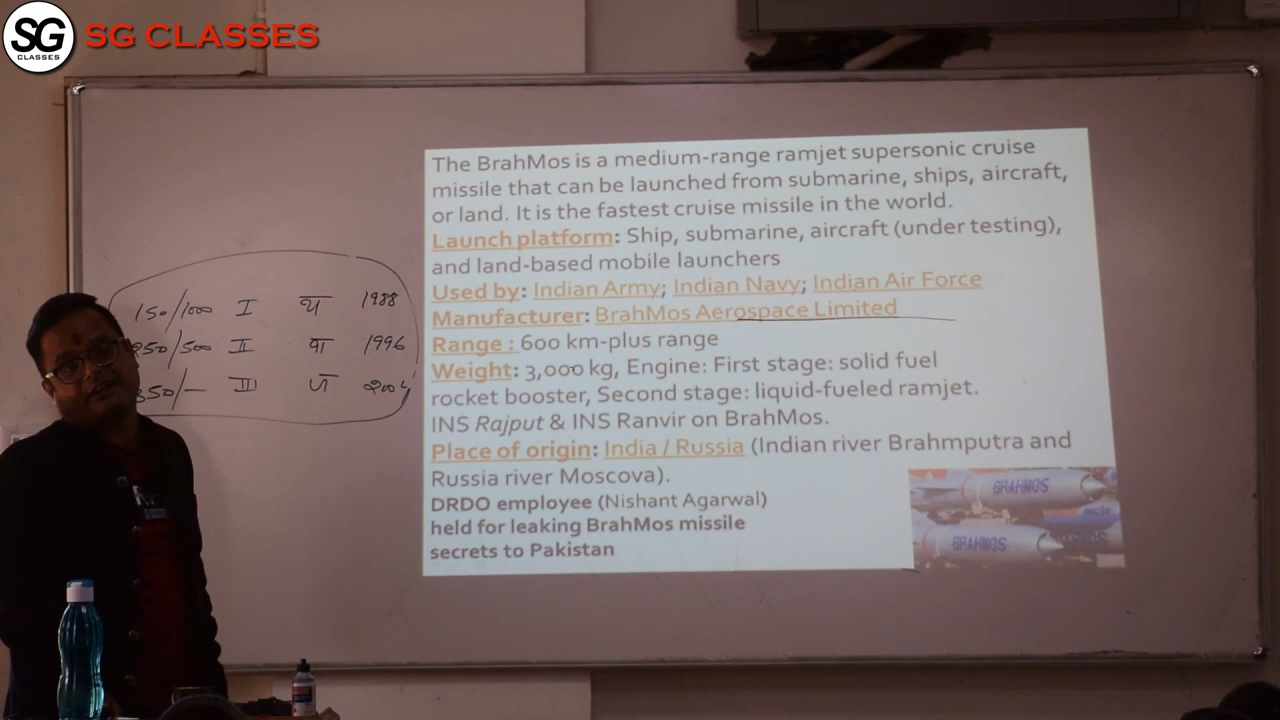 SG
CLASSES
SG CLASSES
The BrahMos is a medium-range ramjet supersonic cruise
missile that can be launched from submarine, ships, aircraft,
or land. It is the fastest cruise missile in the world.
Launch platform: Ship, submarine, aircraft (under testing),
and land-based mobile launchers
Used by: Indian Army; Indian Navy; Indian Air Force
Manufacturer: BrahMos Aerospace Limited
Range : 600 km-plus range
Weight: 3,000 kg, Engine: First stage: solid fuel
rocket booster, Second stage: liquid-fueled ramjet.
INS Rajput & INS Ranvir on BrahMos.
Place of origin: India / Russia (Indian river Brahmputra and
Russia river Moscova).
DRDO employee (Nishant Agarwal)
held for leaking BrahMos missile
secrets to Pakistan
150/1000 I 1988
250/500 II 1996
350/— III
BRAHMOS
BRAHMOS